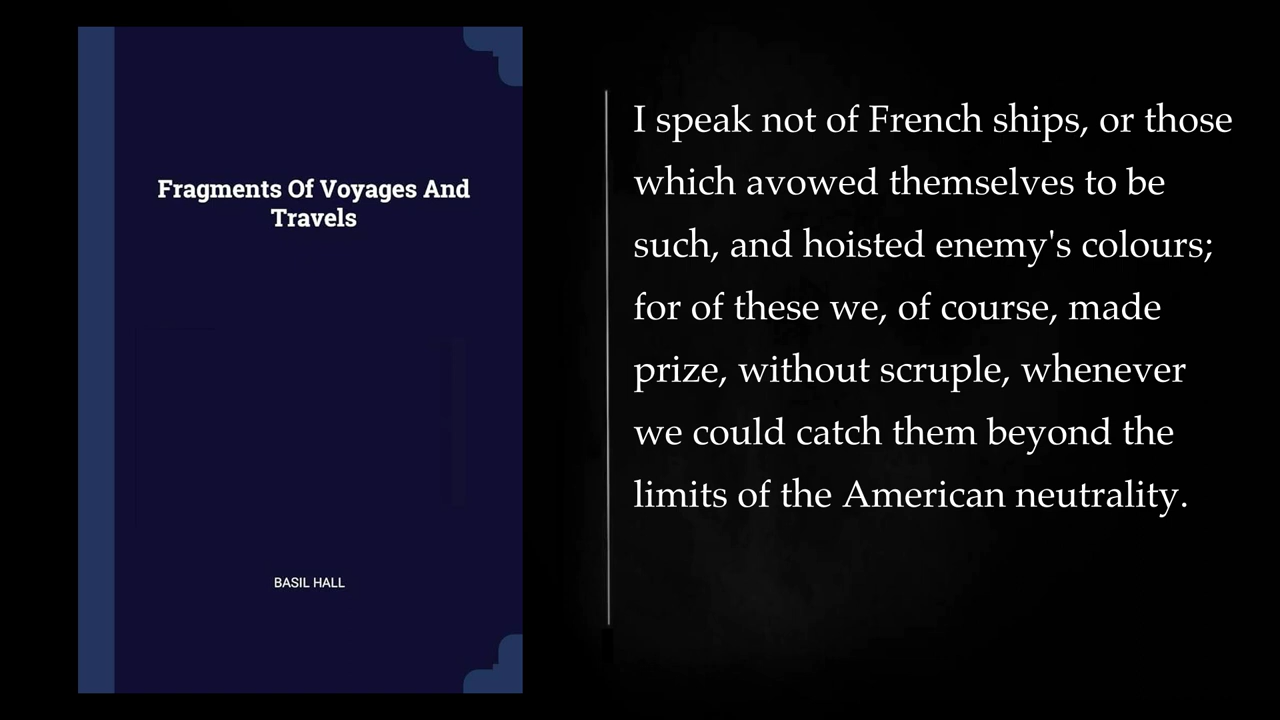 Fragments Of Voyages And
Travels
BASIL HALL
I speak not of French ships, or those
which avowed themselves to be
such, and hoisted enemy's colours;
for of these we, of course, made
prize, without scruple, whenever
we could catch them beyond the
limits of the American neutrality.